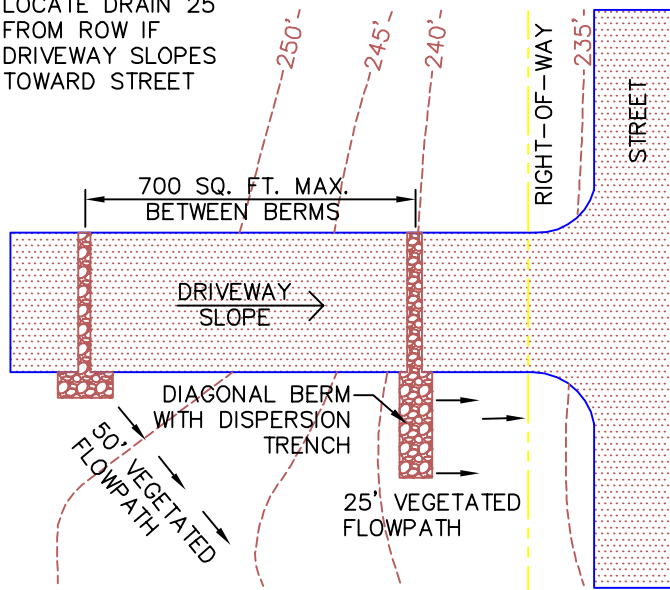 LOCATE DRAIN 25'
FROM ROW IF
DRIVEWAY SLOPES
TOWARD STREET
250'
245'
240'
235'
RIGHT-OF-WAY
STREET
700 SQ. FT. MAX.
BETWEEN BERMS
DRIVEWAY
SLOPE
DIAGONAL BERM
WITH DISPERSION
TRENCH
50' VEGETATED
FLOWPATH
25' VEGETATED
FLOWPATH